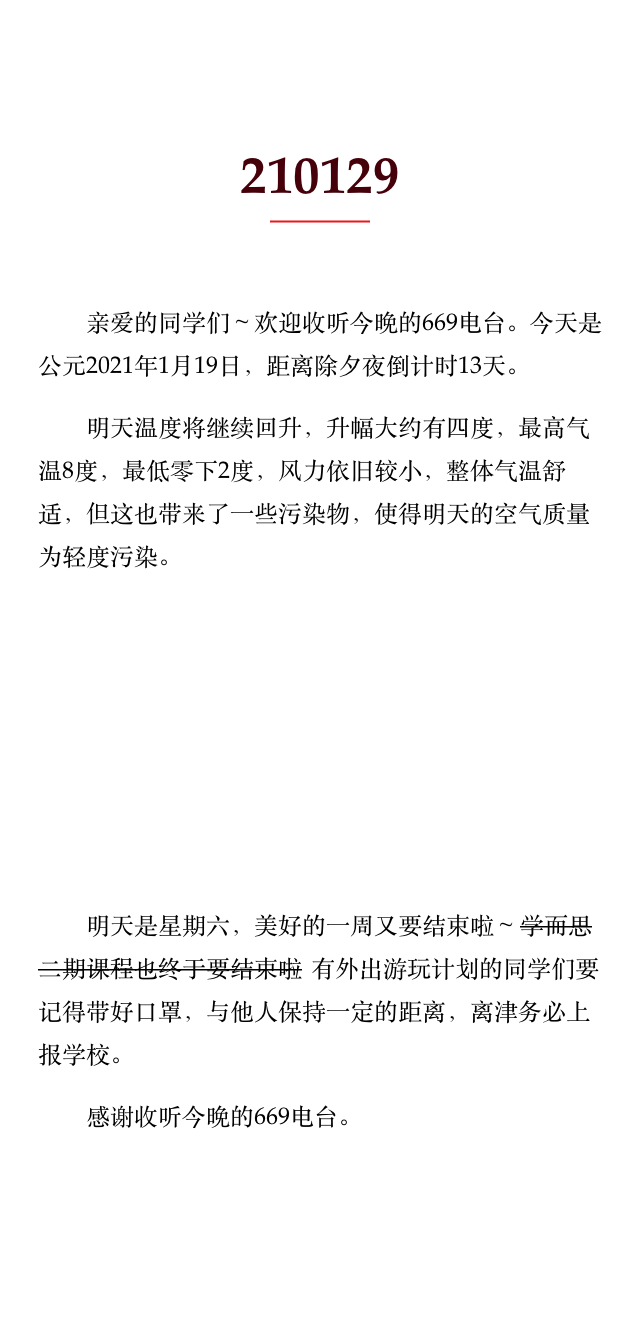 210129
亲爱的同学们～欢迎收听今晚的669电台。今天是
公元2021年1月19日，距离除夕夜倒计时13天。
明天温度将继续回升，升幅大约有四度，最高气
温8度，最低零下2度，风力依旧较小，整体气温舒
适，但这也带来了一些污染物，使得明天的空气质量
为轻度污染。
明天是星期六，美好的一周又要结束啦～学而思
二期课程也终于要结束啦 有外出游玩计划的同学们要
记得带好口罩，与他人保持一定的距离，离津务必上
报学校。
感谢收听今晚的669电台。